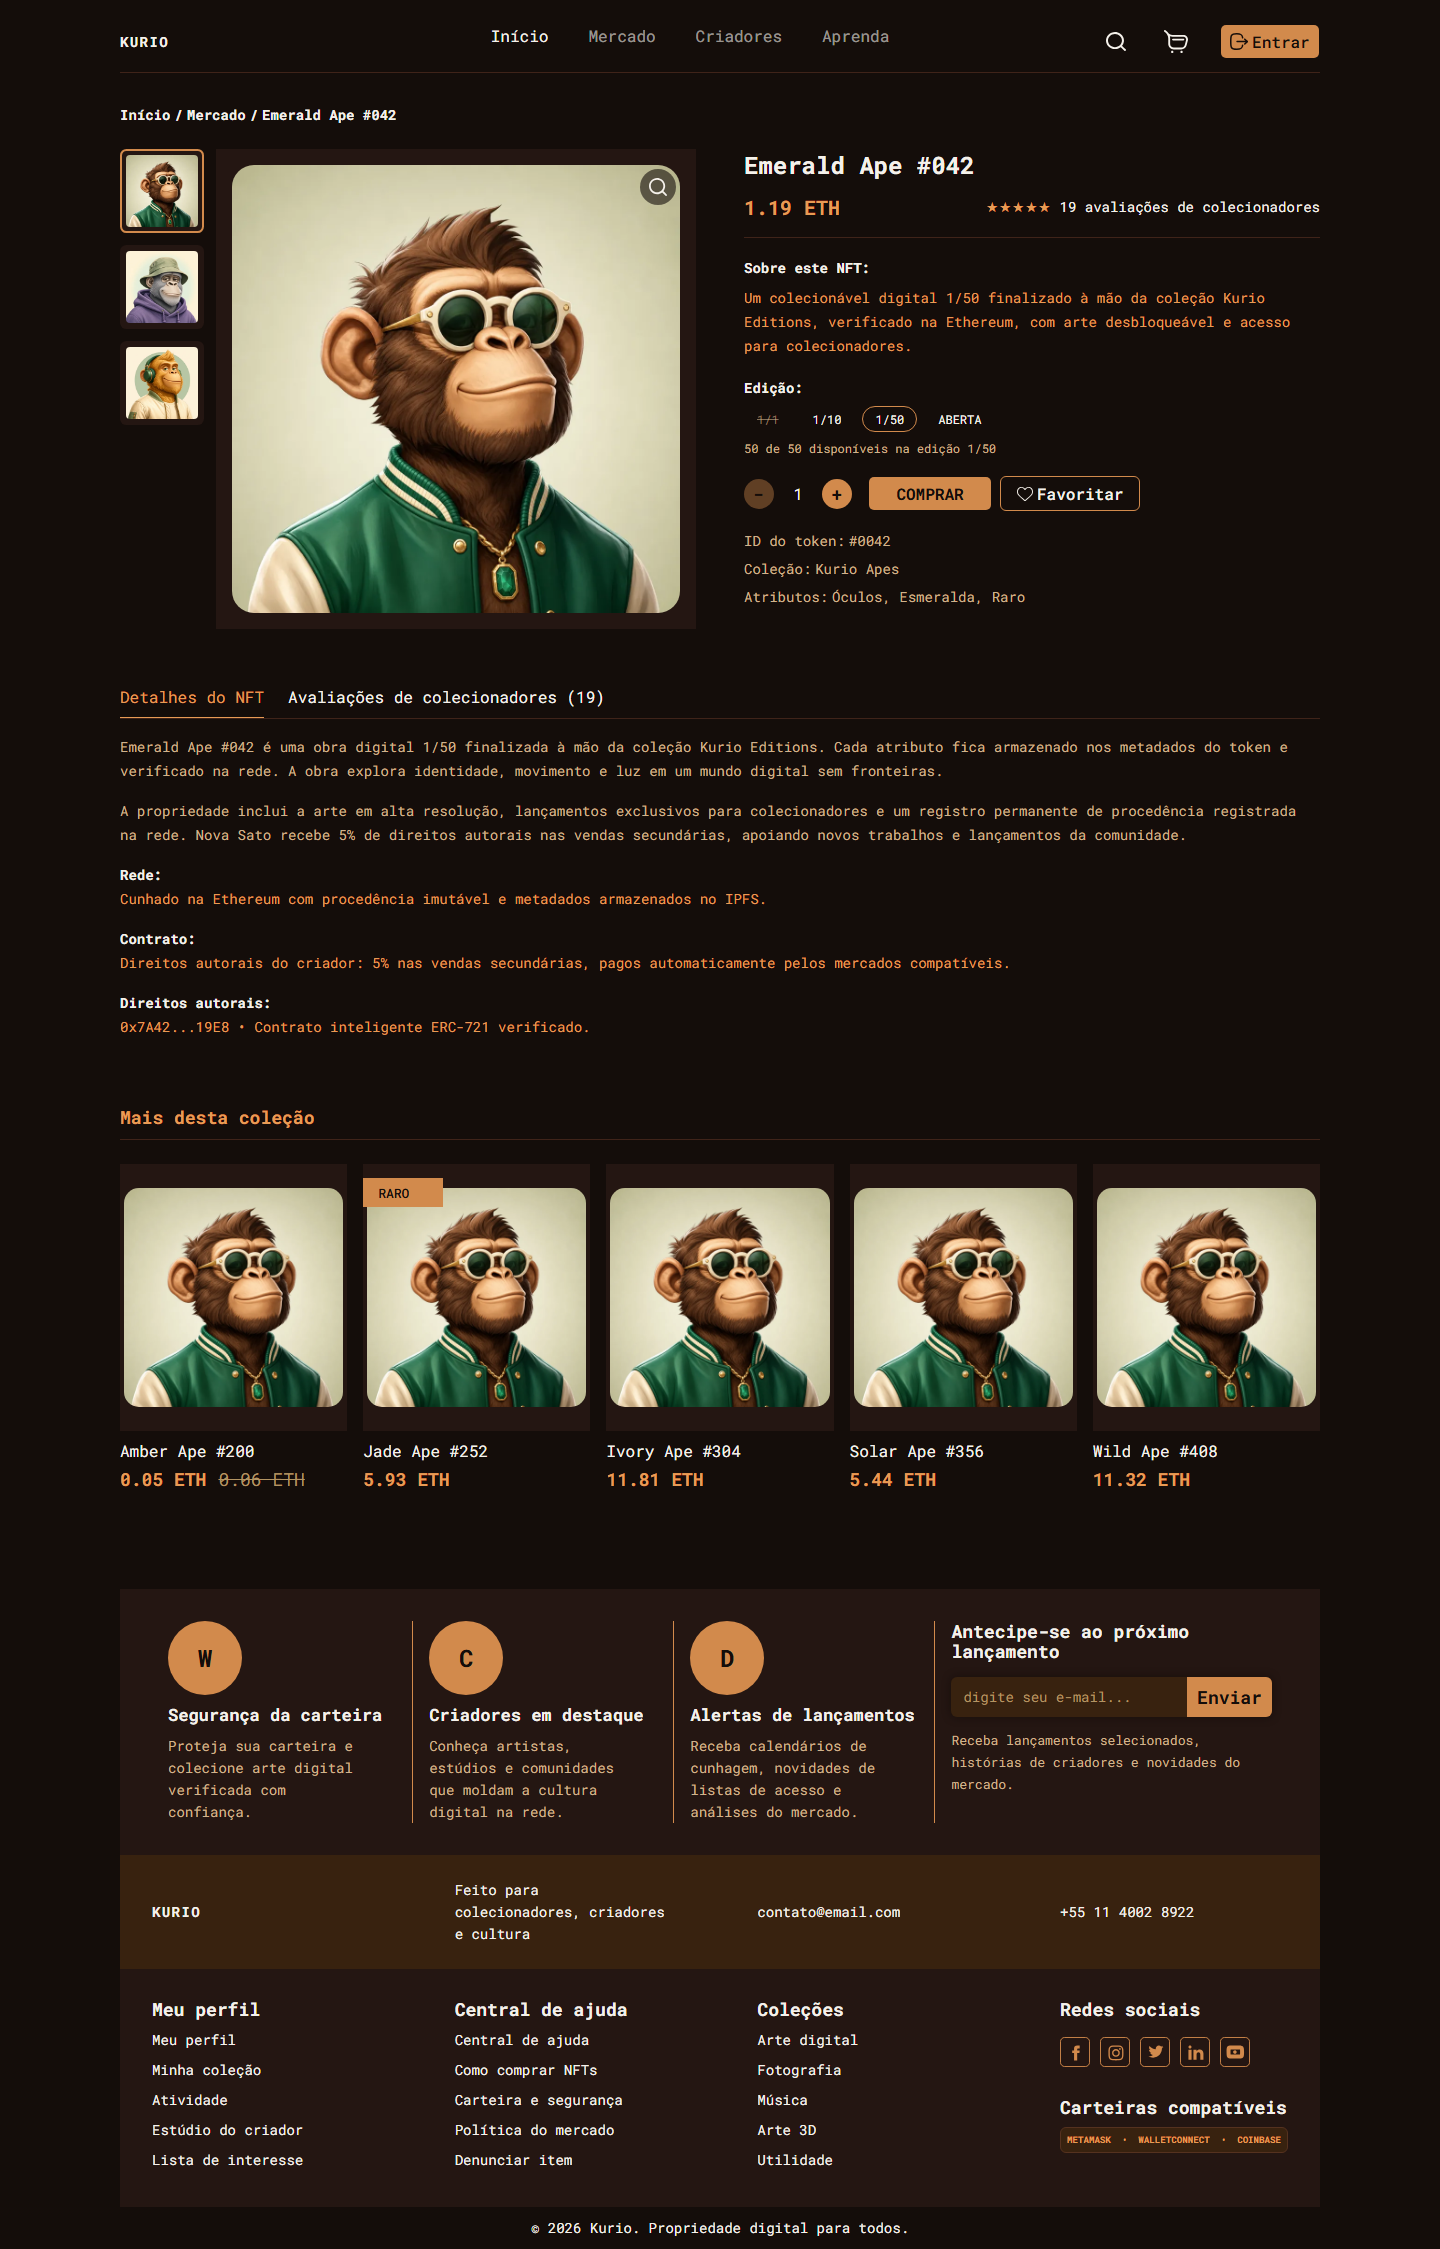 KURIO
Início
Mercado
Criadores
Aprenda
Entrar
Início / Mercado / Emerald Ape #042
Emerald Ape #042
1.19 ETH
★★★★★ 19 avaliações de colecionadores
Sobre este NFT:
Um colecionável digital 1/50 finalizado à mão da coleção Kurio
Editions, verificado na Ethereum, com arte desbloqueável e acesso
para colecionadores.
Edição:
1/1
1/10
1/50
ABERTA
50 de 50 disponíveis na edição 1/50
- 1 +
COMPRAR
Favoritar
ID do token: #0042
Coleção: Kurio Apes
Atributos: Óculos, Esmeralda, Raro
Detalhes do NFT
Avaliações de colecionadores (19)
Emerald Ape #042 é uma obra digital 1/50 finalizada à mão da coleção Kurio Editions. Cada atributo fica armazenado nos metadados do token e
verificado na rede. A obra explora identidade, movimento e luz em um mundo digital sem fronteiras.
A propriedade inclui a arte em alta resolução, lançamentos exclusivos para colecionadores e um registro permanente de procedência registrada
na rede. Nova Sato recebe 5% de direitos autorais nas vendas secundárias, apoiando novos trabalhos e lançamentos da comunidade.
Rede:
Cunhado na Ethereum com procedência imutável e metadados armazenados no IPFS.
Contrato:
Direitos autorais do criador: 5% nas vendas secundárias, pagos automaticamente pelos mercados compatíveis.
Direitos autorais:
0x7A42...19E8 • Contrato inteligente ERC-721 verificado.
Mais desta coleção
RARO
Amber Ape #200
0.05 ETH 0.06 ETH
Jade Ape #252
5.93 ETH
Ivory Ape #304
11.81 ETH
Solar Ape #356
5.44 ETH
Wild Ape #408
11.32 ETH
W
Segurança da carteira
Proteja sua carteira e
colecione arte digital
verificada com
confiança.
C
Criadores em destaque
Conheça artistas,
estúdios e comunidades
que moldam a cultura
digital na rede.
D
Alertas de lançamentos
Receba calendários de
cunhagem, novidades de
listas de acesso e
análises do mercado.
Antecipe-se ao próximo
lançamento
digite seu e-mail...
Enviar
Receba lançamentos selecionados,
histórias de criadores e novidades do
mercado.
KURIO
Feito para
colecionadores, criadores
e cultura
contato@email.com
+55 11 4002 8922
Meu perfil
Meu perfil
Minha coleção
Atividade
Estúdio do criador
Lista de interesse
Central de ajuda
Central de ajuda
Como comprar NFTs
Carteira e segurança
Política do mercado
Denunciar item
Coleções
Arte digital
Fotografia
Música
Arte 3D
Utilidade
Redes sociais
Carteiras compatíveis
METAMASK • WALLETCONNECT • COINBASE
© 2026 Kurio. Propriedade digital para todos.